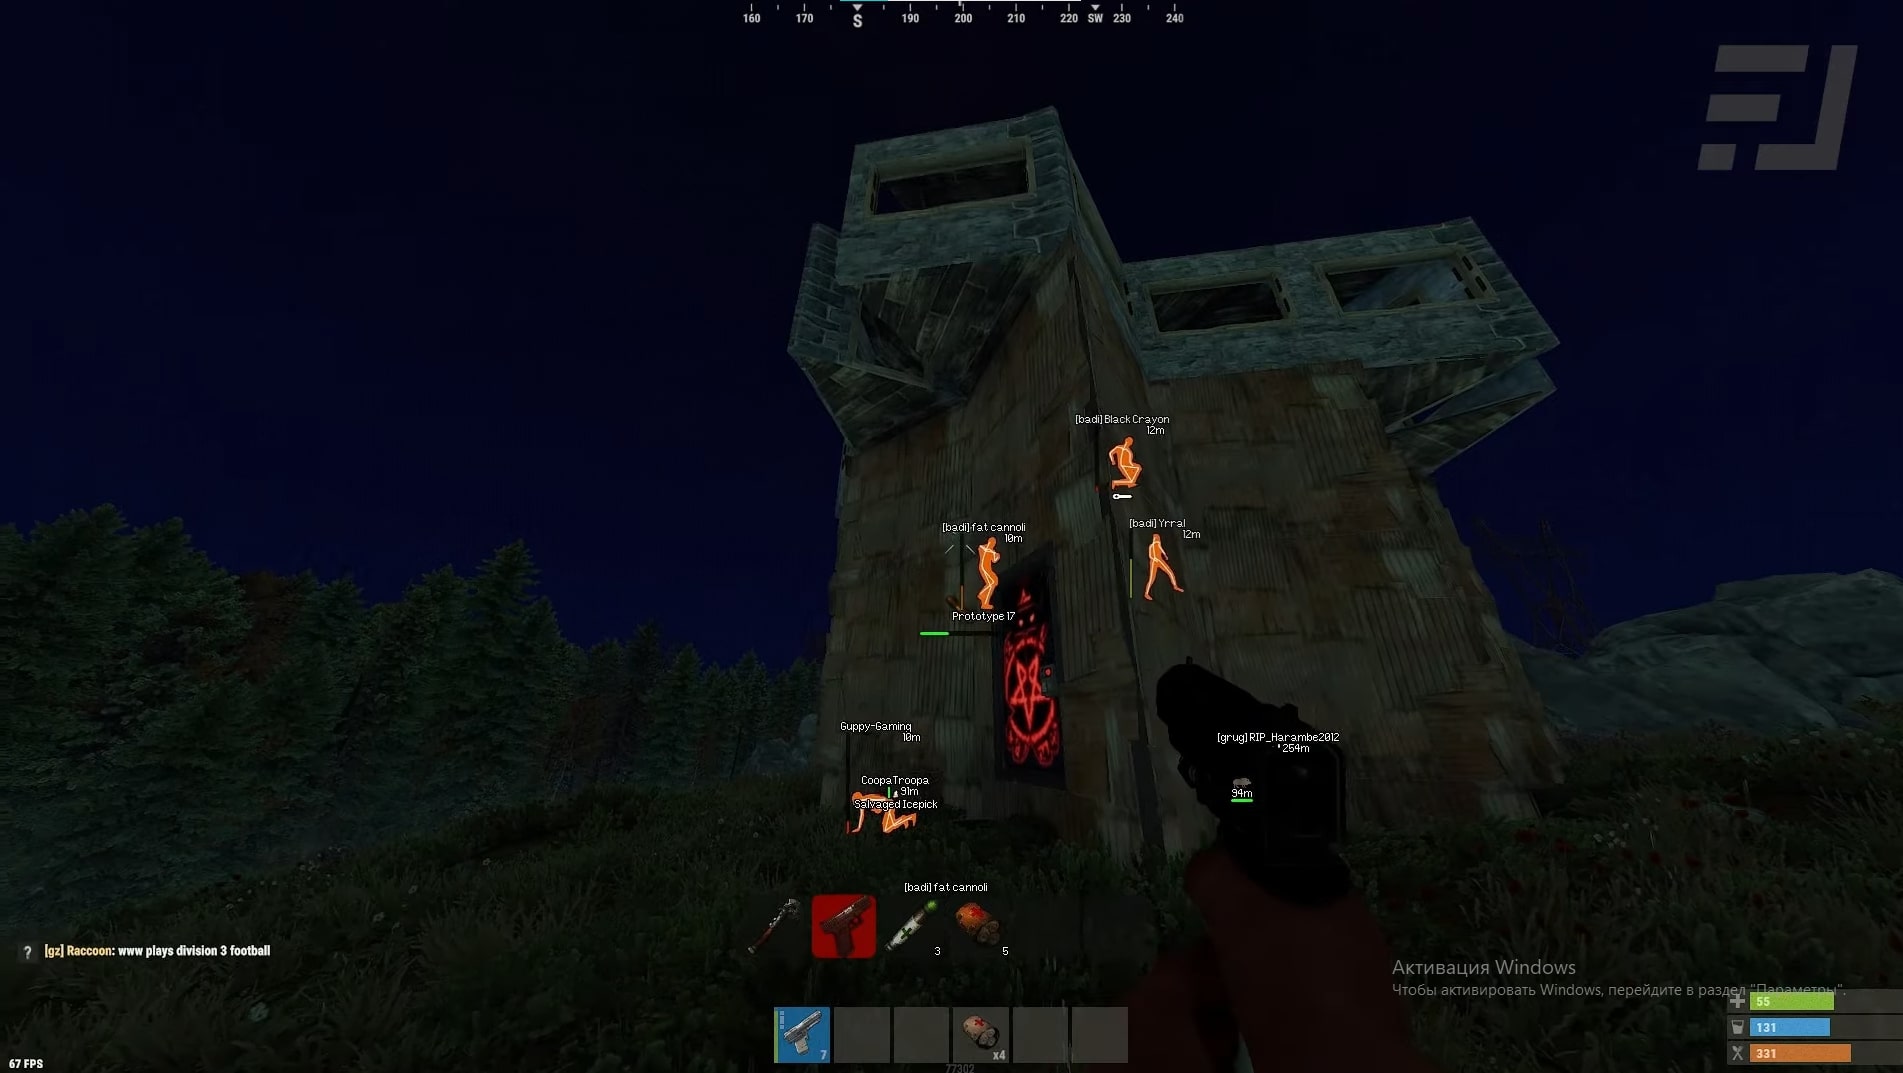 160 170 S 190 200 210 220 SW 230 240
[badi]Black Crayon
12m
[badi]fat cannoli
10m
[badi]Yrral
12m
Prototype 17
Guppy-Gaming
10m
[grug]RIP_Harambe2012
254m
CoopaTroopa
91m
94m
Salvaged Icepick
[badi]fat cannoli
3 5
? [gz] Raccoon: www plays division 3 football
Активация Windows
Чтобы активировать Windows, перейдите в раздел "Параметры".
55
131
331
7 x4
67 FPS
77302